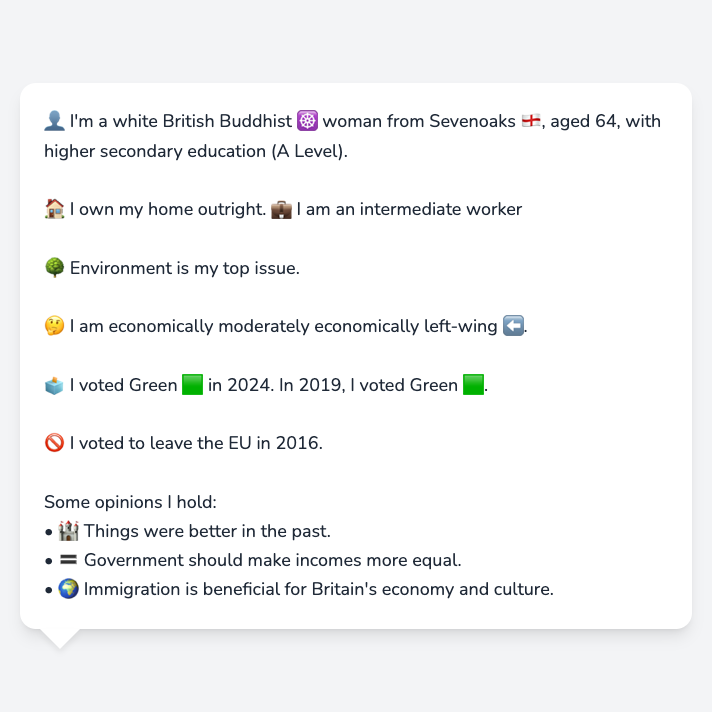 👤 I'm a white British Buddhist ☸️ woman from Sevenoaks 🏴󠁧󠁢󠁥󠁮󠁧󠁿, aged 64, with
higher secondary education (A Level).
🏠 I own my home outright. 💼 I am an intermediate worker
🌳 Environment is my top issue.
🤔 I am economically moderately economically left-wing ⬅️.
🗳️ I voted Green 🟩 in 2024. In 2019, I voted Green 🟩.
🚫 I voted to leave the EU in 2016.
Some opinions I hold:
• 🏰 Things were better in the past.
• 🟰 Government should make incomes more equal.
• 🌍 Immigration is beneficial for Britain's economy and culture.